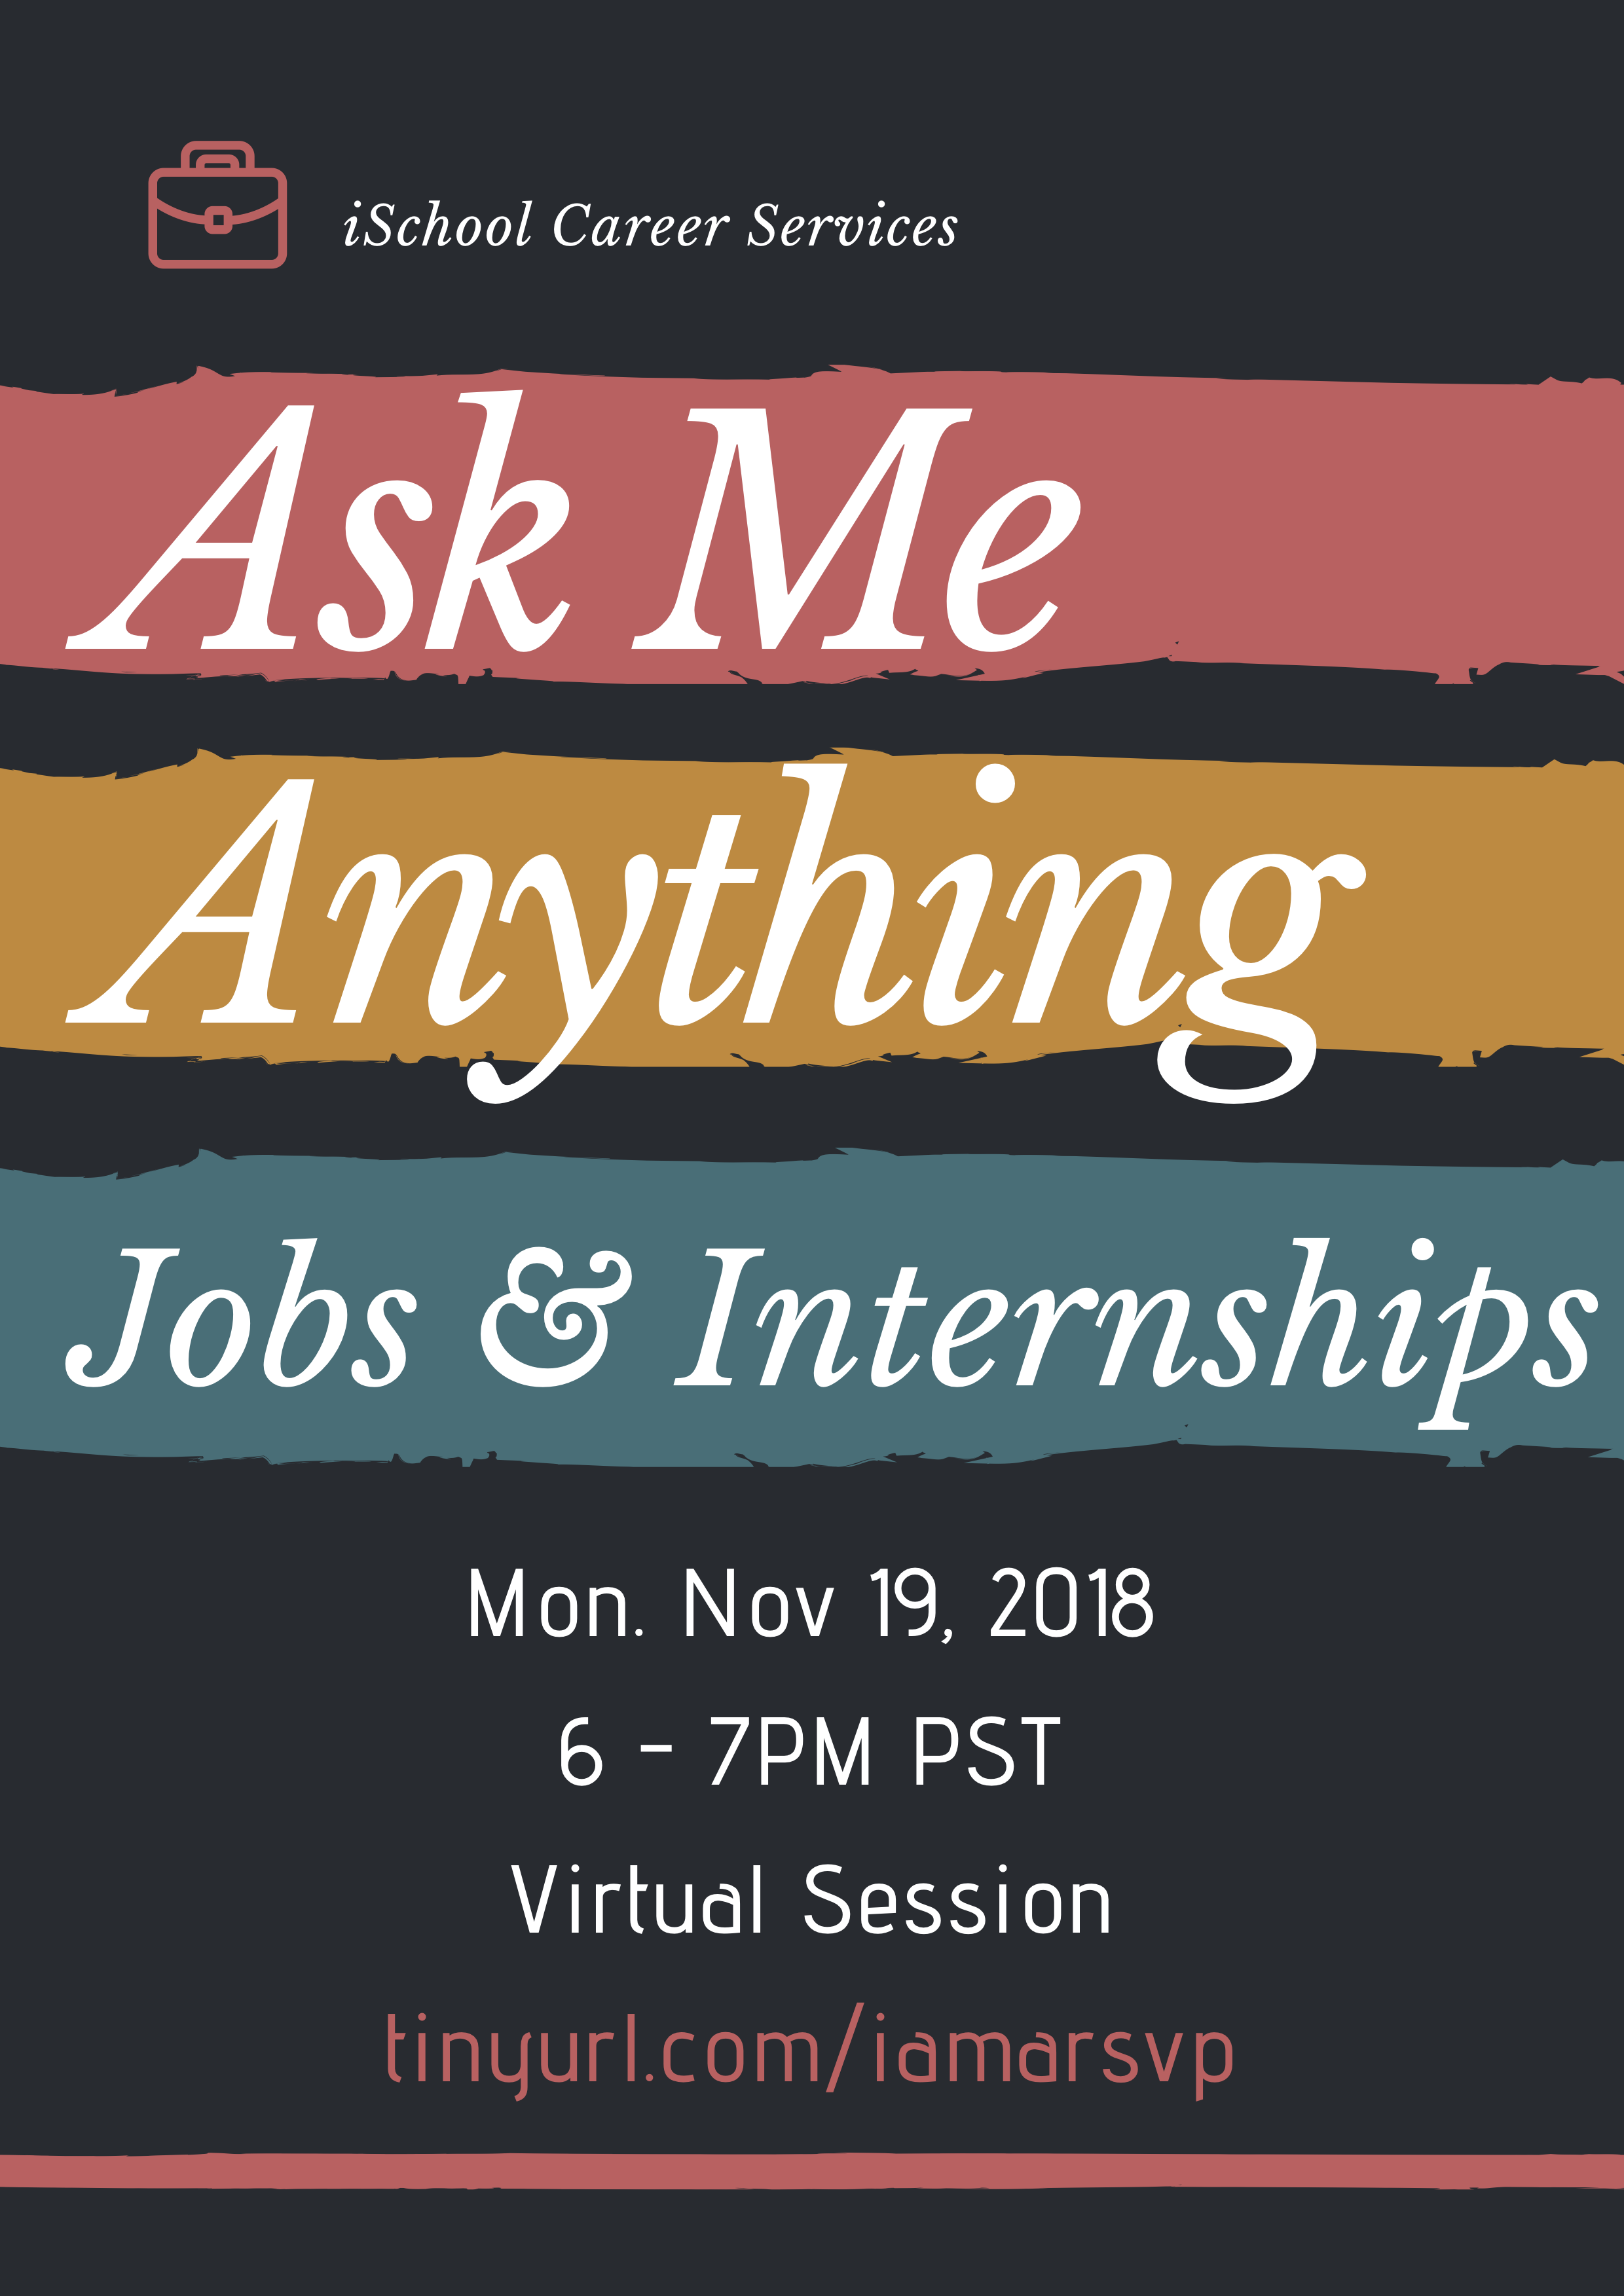 iSchool Career Services
Ask Me
Anything
Jobs & Internships
Mon. Nov 19, 2018
6 - 7PM PST
Virtual Session
tinyurl.com/iamarsvp